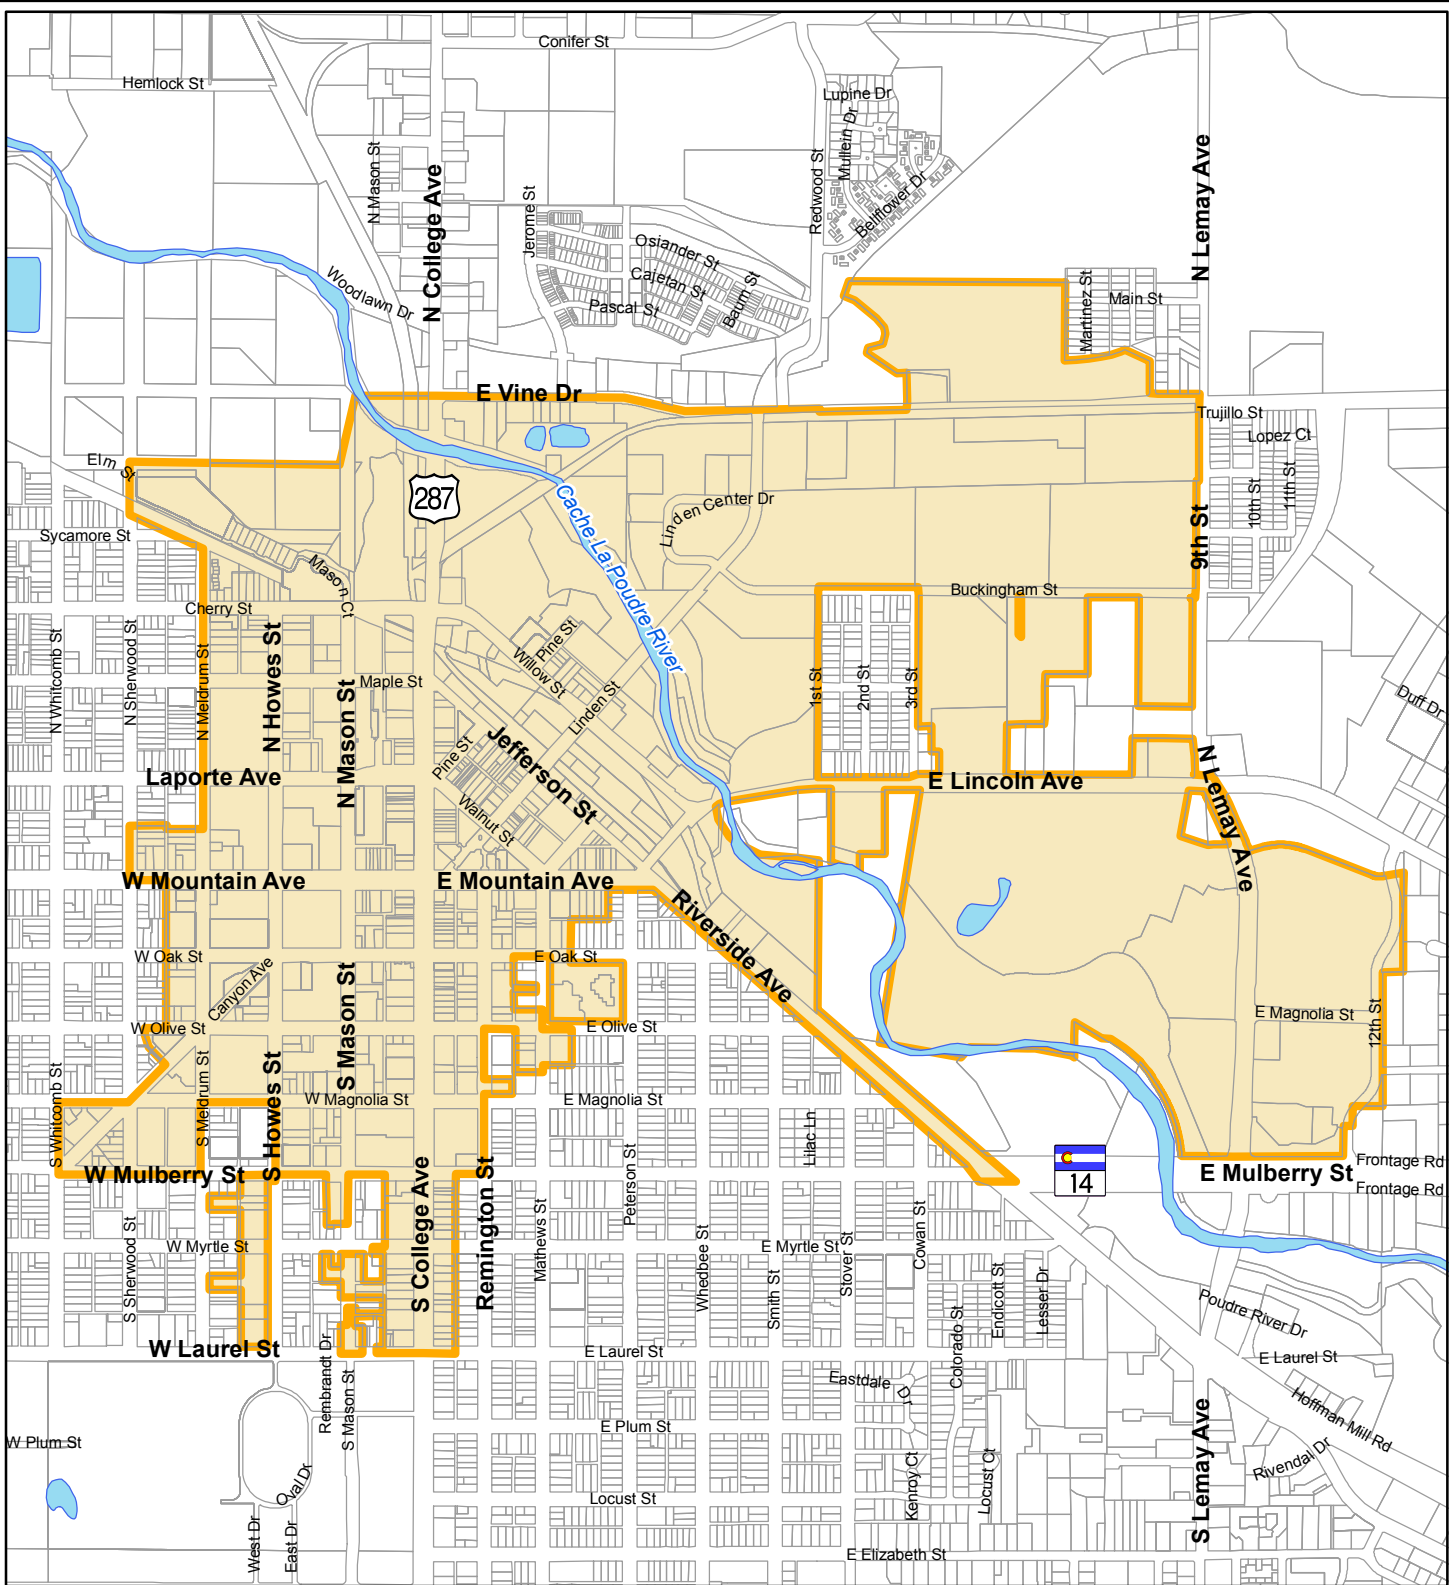 Conifer St
Hemlock St
Lupine Dr
Mullein Dr
N Mason St
N College Ave
Redwood St
Bellflower Dr
N Lemay Ave
Jerome St
Osiander St
Cajetan St
Baum St
Pascal St
Woodlawn Dr
Martinez St
Main St
E Vine Dr
Trujillo St
Lopez Ct
Elm St
287
10th St
11th St
Linden Center Dr
Cache La Poudre River
Sycamore St
9th St
Mason Ct
Buckingham St
Cherry St
N Whitcomb St
N Sherwood St
N Meldrum St
N Howes St
N Mason St
Maple St
Pine St
Willow St
Linden St
1st St
2nd St
3rd St
Duff Dr
Jefferson St
Pine St
Laporte Ave
Walnut St
E Lincoln Ave
N Lemay Ave
W Mountain Ave
E Mountain Ave
Riverside Ave
W Oak St
Canyon Ave
S Mason St
E Oak St
W Olive St
E Olive St
E Magnolia St
12th St
S Whitcomb St
S Meldrum St
S Howes St
W Magnolia St
E Magnolia St
Lilac Ln
14
W Mulberry St
E Mulberry St
Frontage Rd
Frontage Rd
S College Ave
Remington St
Peterson St
Mathews St
S Sherwood St
W Myrtle St
Whedbee St
E Myrtle St
Smith St
Stover St
Cowan St
Endicott St
Lesser Dr
Colorado St
Poudre River Dr
W Laurel St
Rembrandt Dr
S Mason St
E Laurel St
E Laurel St
Eastdale Dr
Hoffman Mill Rd
S Lemay Ave
W Plum St
E Plum St
Rivendal Dr
Oval Dr
Kenroy Ct
Locust Ct
Locust St
West Dr
East Dr
E Elizabeth St